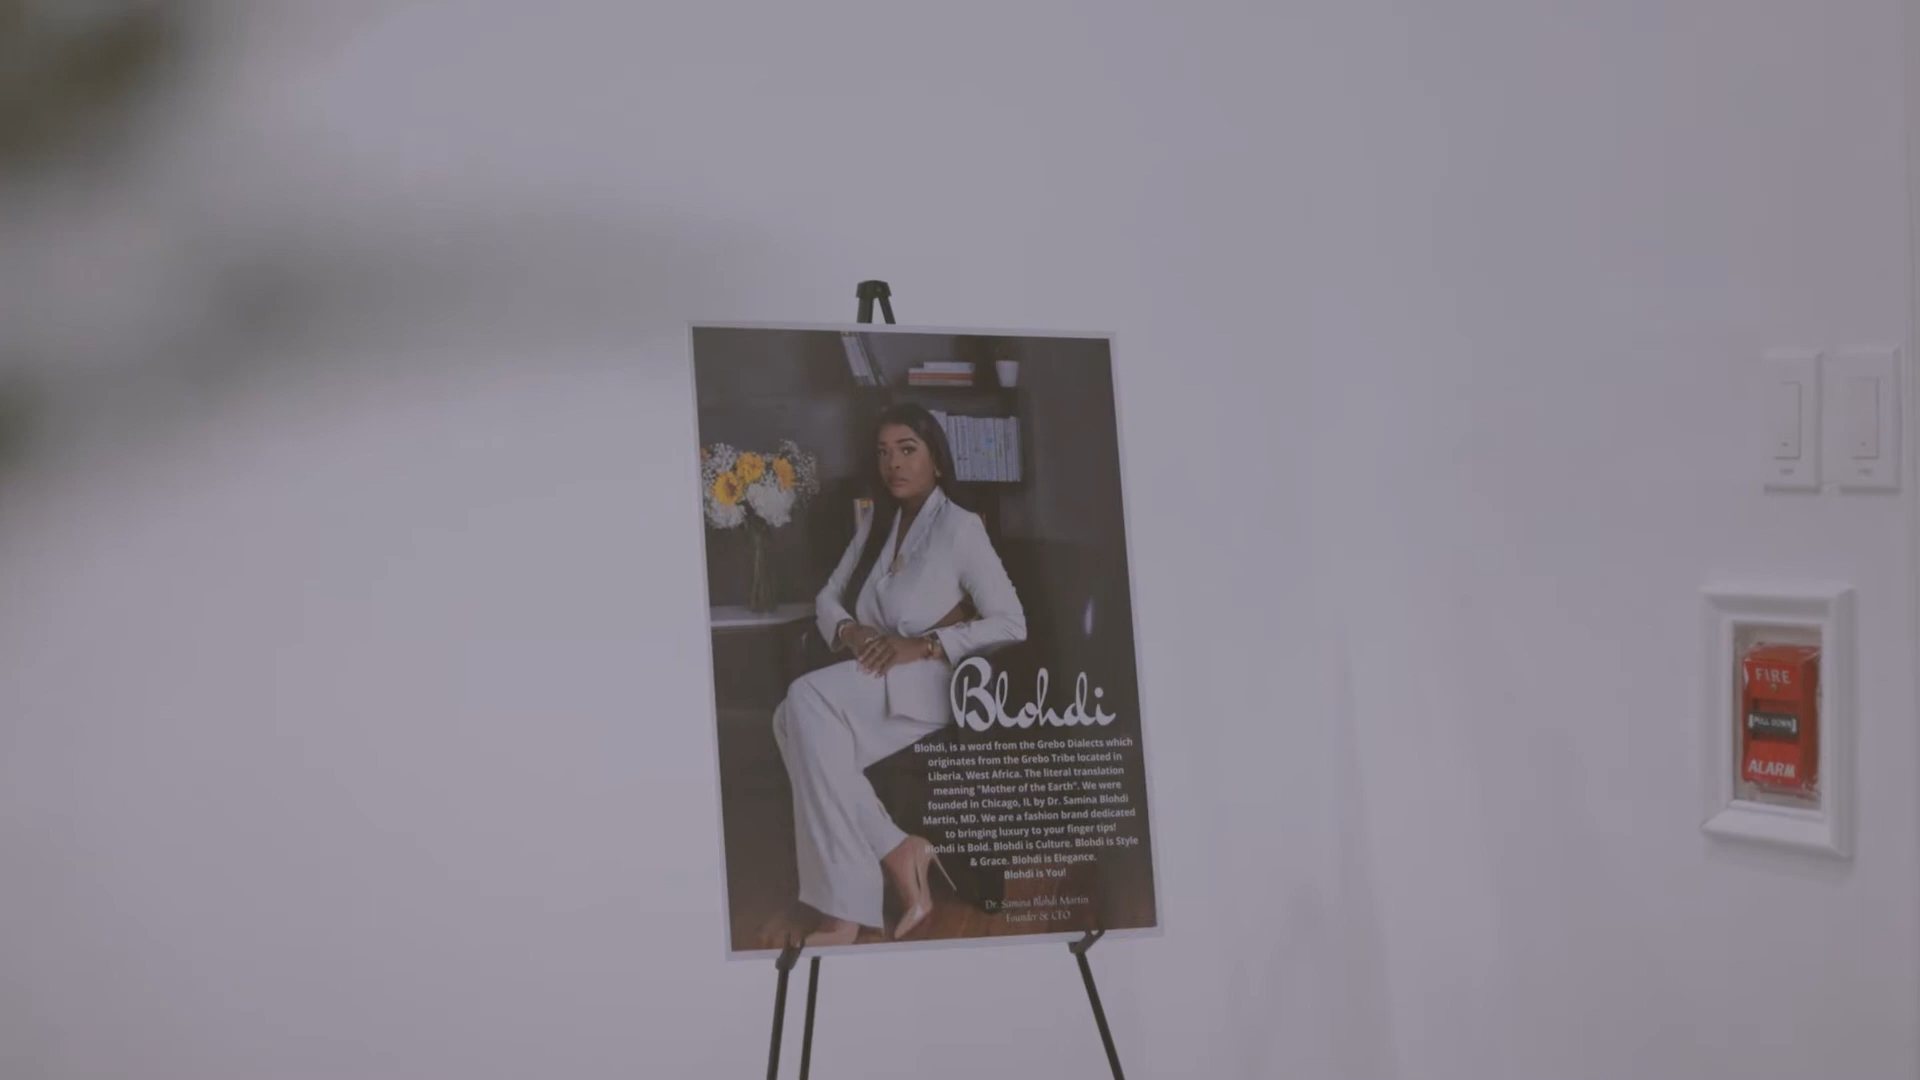 Blohdi
Blohdi, is a word from the Grebo Dialects which
originates from the Grebo Tribe located in
Liberia, West Africa. The literal translation
meaning "Mother of the Earth". We were
founded in Chicago, IL by Dr. Samina Blohdi
Martin, MD. We are a fashion brand dedicated
to bringing luxury to your finger tips!
Blohdi is Bold. Blohdi is Culture. Blohdi is Style
& Grace. Blohdi is Elegance.
Blohdi is You!
Dr. Samina Blohdi Martin
Founder & CEO
FIRE
PULL DOWN
ALARM